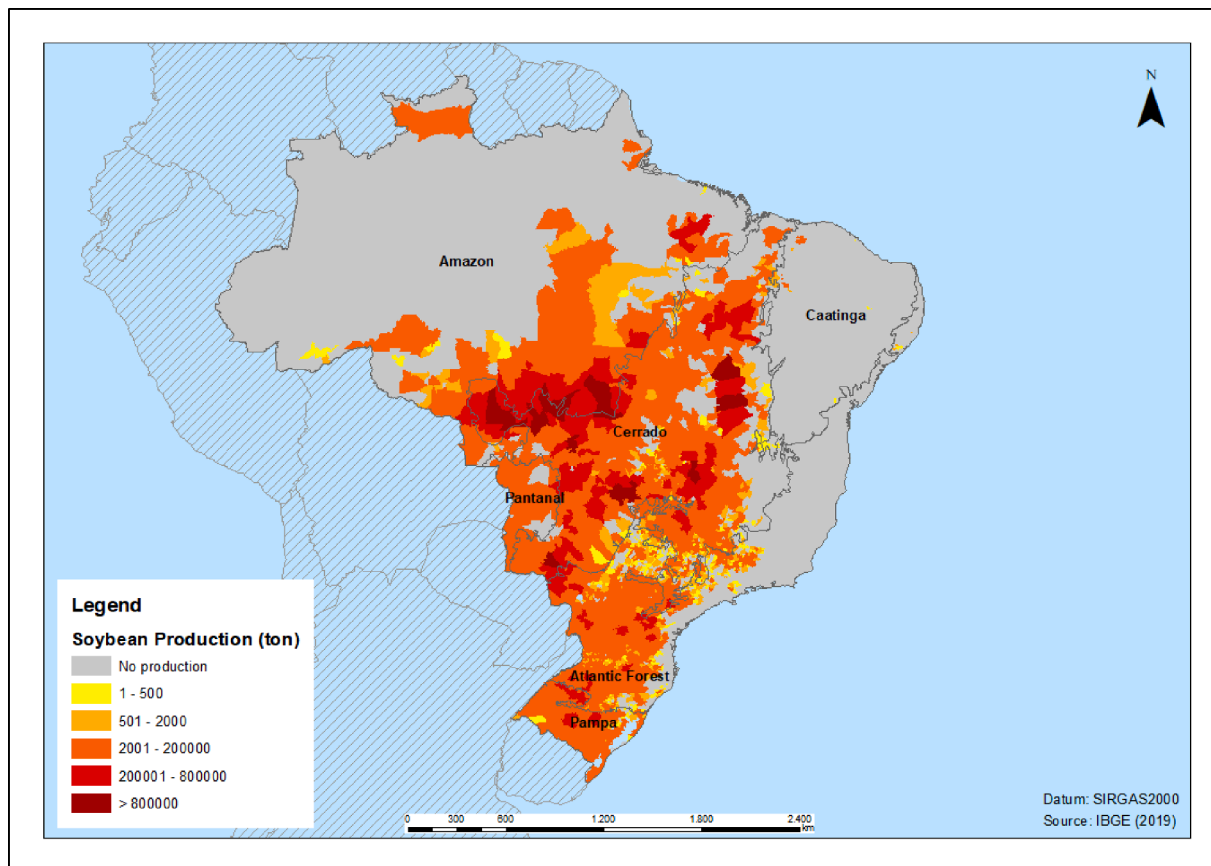 N
Amazon
Caatinga
Cerrado
Pantanal
Atlantic Forest
Pampa
Legend
Soybean Production (ton)
No production
1 - 500
501 - 2000
2001 - 200000
200001 - 800000
> 800000
0 300 600 1.200 1.800 2.400
km
Datum: SIRGAS2000
Source: IBGE (2019)